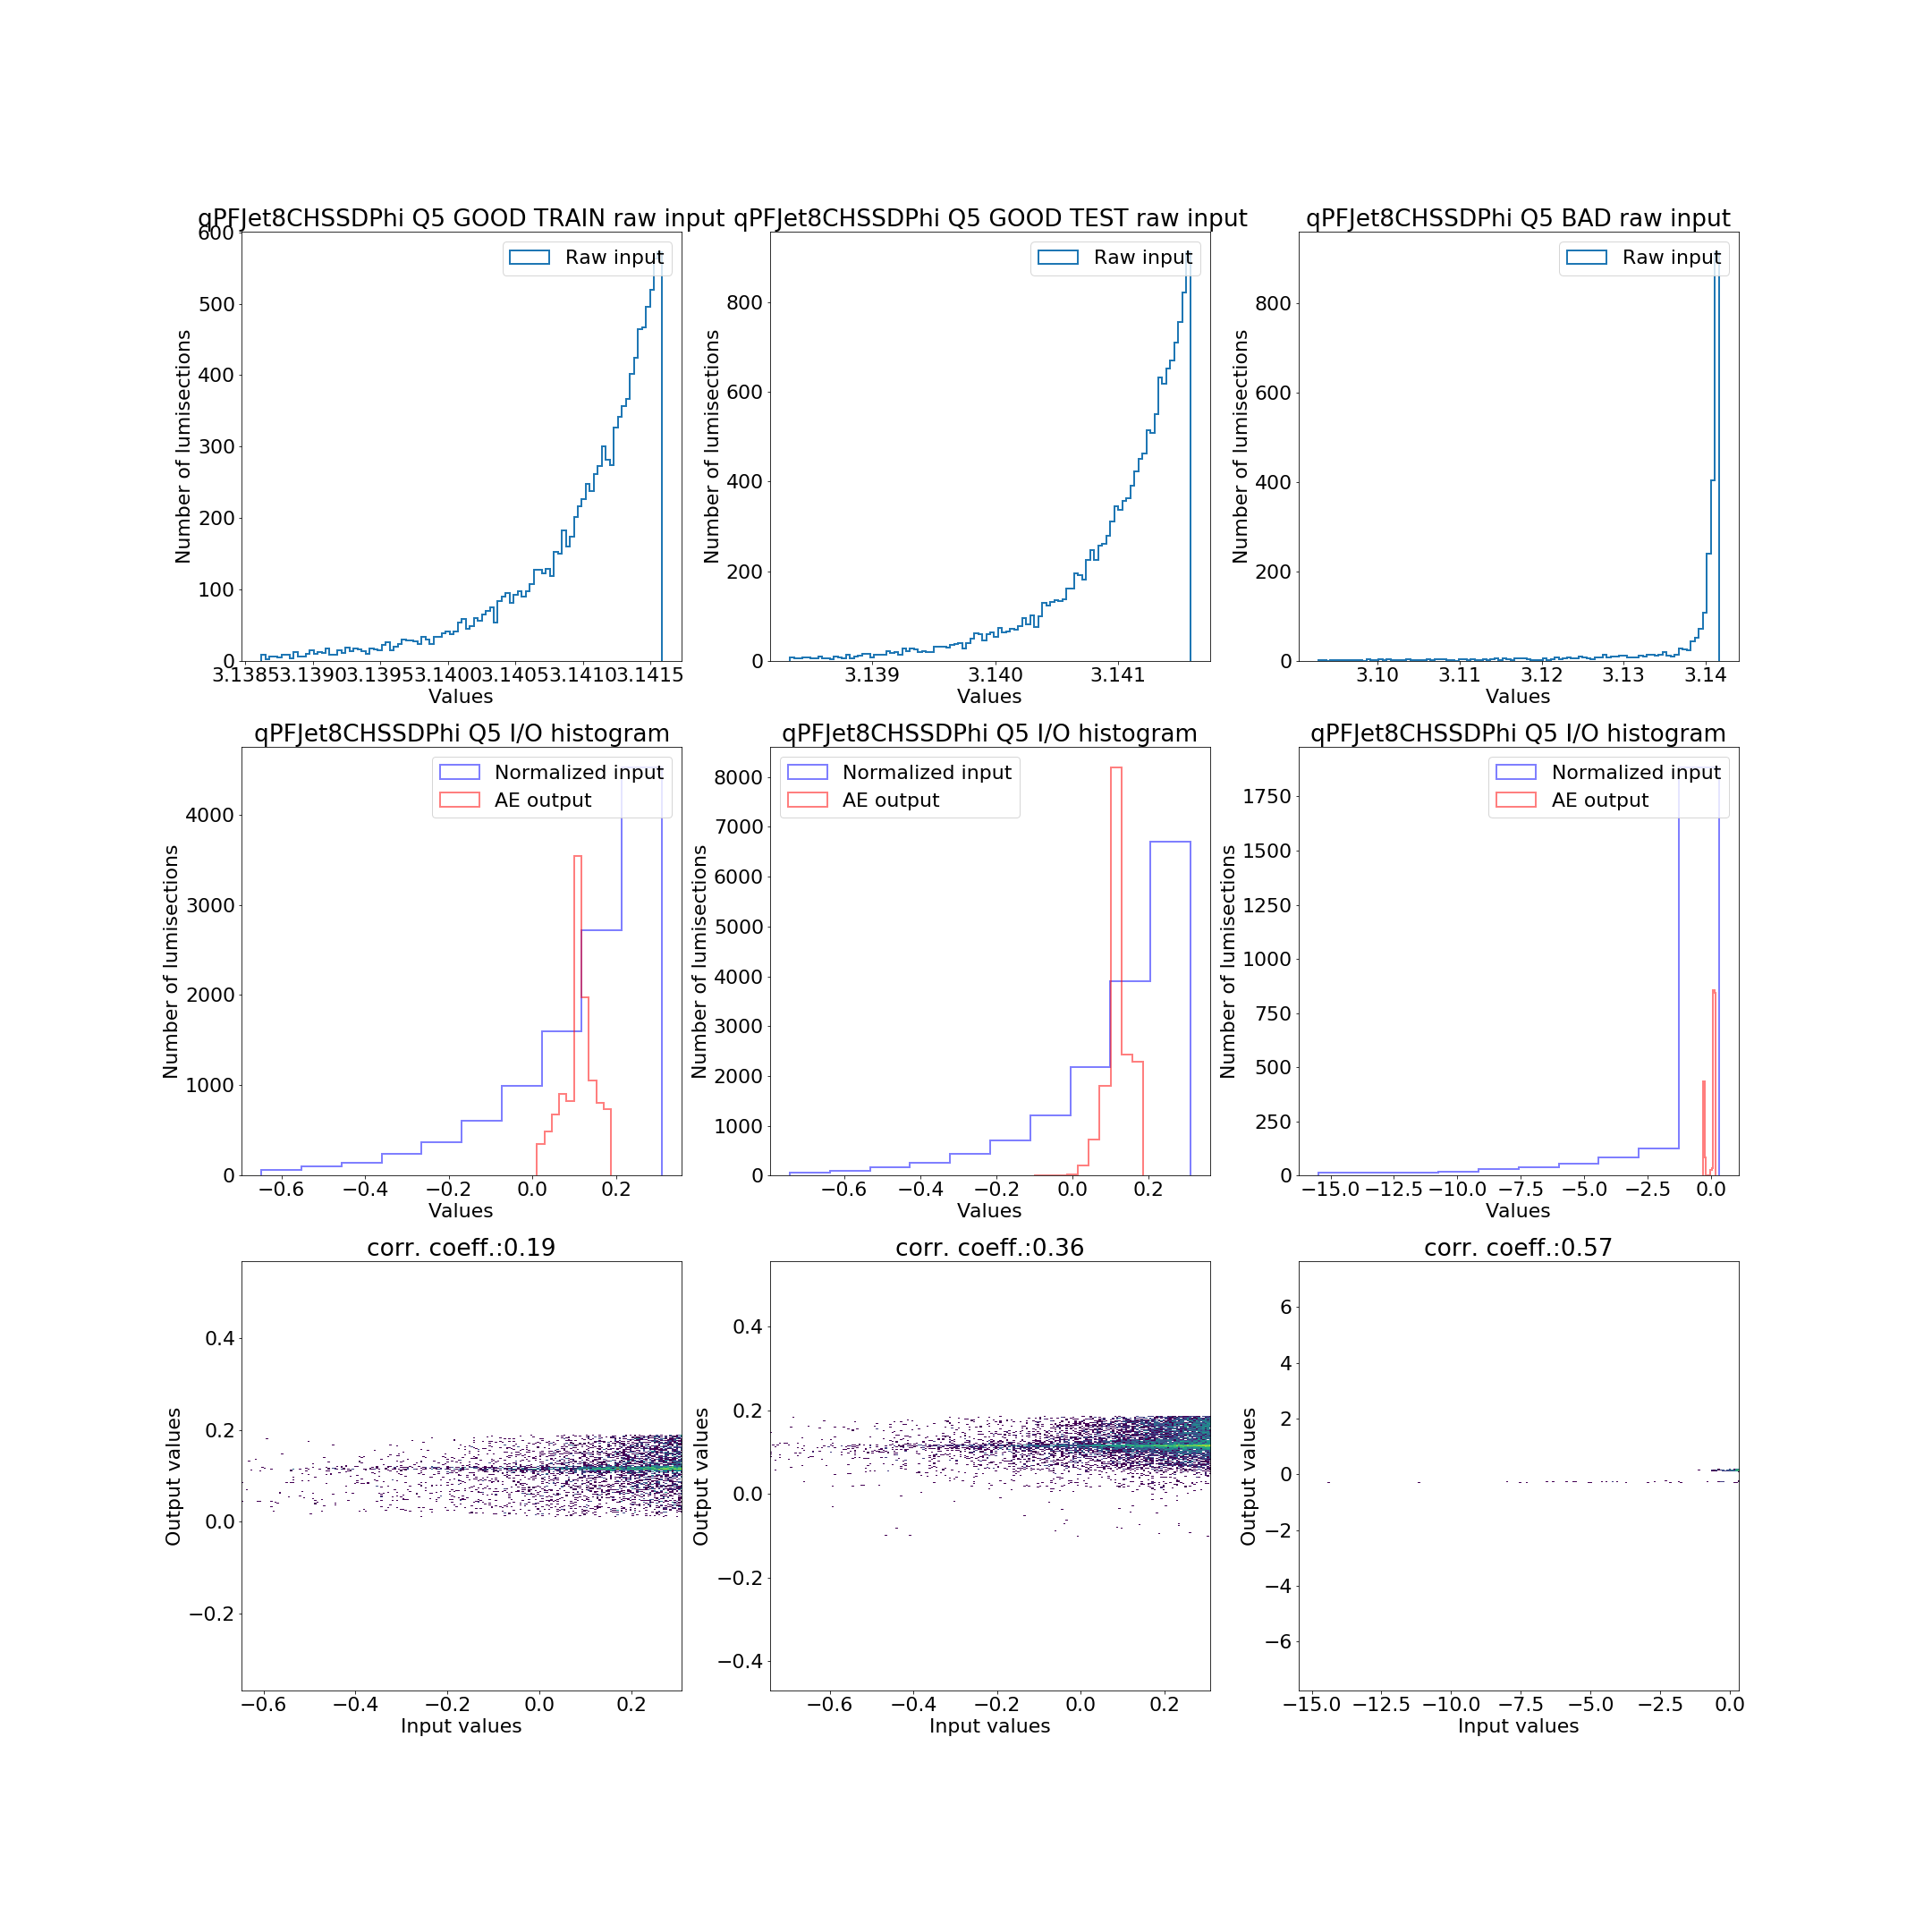 qPFJet8CHSSDPhi Q5 GOOD TRAIN raw input
qPFJet8CHSSDPhi Q5 GOOD TEST raw input
qPFJet8CHSSDPhi Q5 BAD raw input
Raw input
Raw input
Raw input
Number of lumisections
Number of lumisections
Number of lumisections
600
500
400
300
200
100
0
800
600
400
200
0
800
600
400
200
0
3.1385 3.1390 3.1395 3.1400 3.1405 3.1410 3.1415
3.139 3.140 3.141
3.10 3.11 3.12 3.13 3.14
Values
Values
Values
qPFJet8CHSSDPhi Q5 I/O histogram
qPFJet8CHSSDPhi Q5 I/O histogram
qPFJet8CHSSDPhi Q5 I/O histogram
Normalized input
AE output
Normalized input
AE output
Normalized input
AE output
Number of lumisections
Number of lumisections
Number of lumisections
4000
3000
2000
1000
0
8000
7000
6000
5000
4000
3000
2000
1000
0
1750
1500
1250
1000
750
500
250
0
−0.6 −0.4 −0.2 0.0 0.2
−0.6 −0.4 −0.2 0.0 0.2
−15.0 −12.5 −10.0 −7.5 −5.0 −2.5 0.0
Values
Values
Values
corr. coeff.:0.19
corr. coeff.:0.36
corr. coeff.:0.57
Output values
Output values
Output values
0.4
0.2
0.0
−0.2
0.4
0.2
0.0
−0.2
−0.4
6
4
2
0
−2
−4
−6
−0.6 −0.4 −0.2 0.0 0.2
−0.6 −0.4 −0.2 0.0 0.2
−15.0 −12.5 −10.0 −7.5 −5.0 −2.5 0.0
Input values
Input values
Input values